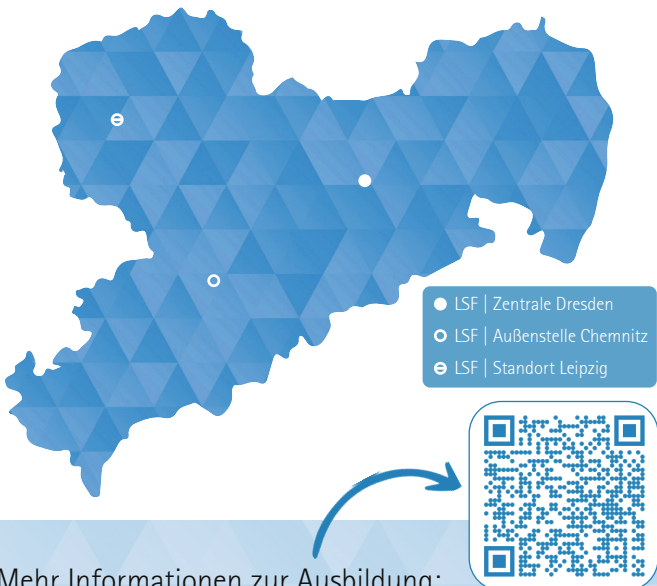 LSF | Zentrale Dresden
LSF | Außenstelle Chemnitz
LSF | Standort Leipzig
Mehr Informationen zur Ausbildung: